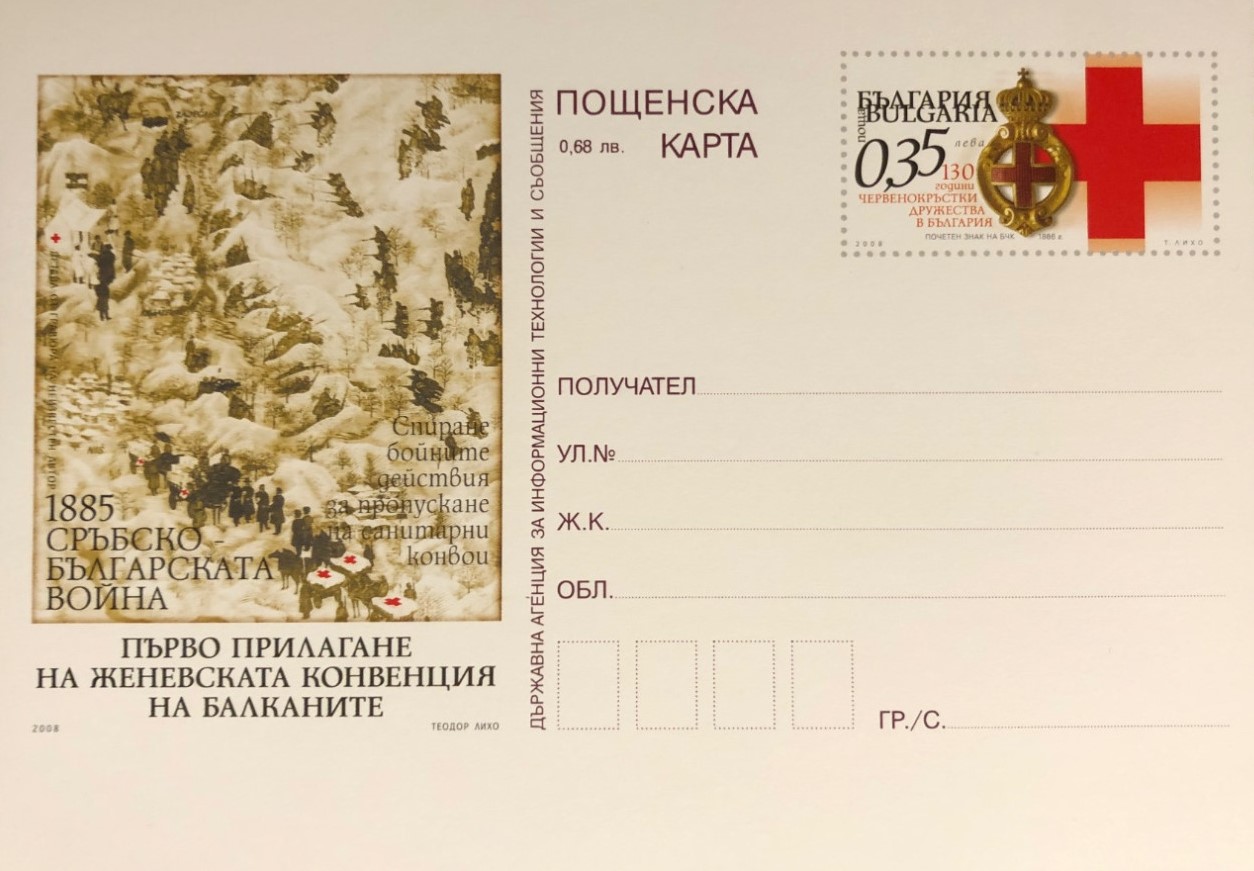 1885
СРЪБСКО -
БЪЛГАРСКАТА
ВОЙНА
Спиране
бойните
действия
за пропускане
на санитарни
конвои
ПЪРВО ПРИЛАГАНЕ
НА ЖЕНЕВСКАТА КОНВЕНЦИЯ
НА БАЛКАНИТЕ
2008
ТЕОДОР ЛИХО
ДЪРЖАВНА АГЕНЦИЯ ЗА ИНФОРМАЦИОННИ ТЕХНОЛОГИИ И СЪОБЩЕНИЯ
ПОЩЕНСКА
0,68 лв. КАРТА
БЪЛГАРИЯ
BULGARIA
ПОЩА
0,35 лева
130
години
ЧЕРВЕНОКРЪСТКИ
ДРУЖЕСТВА
В БЪЛГАРИЯ
ПОЧЕТЕН ЗНАК НА БЧК 1886 г.
2008
Т. ЛИХО
ПОЛУЧАТЕЛ
УЛ.№
Ж.К.
ОБЛ.
ГР./С.